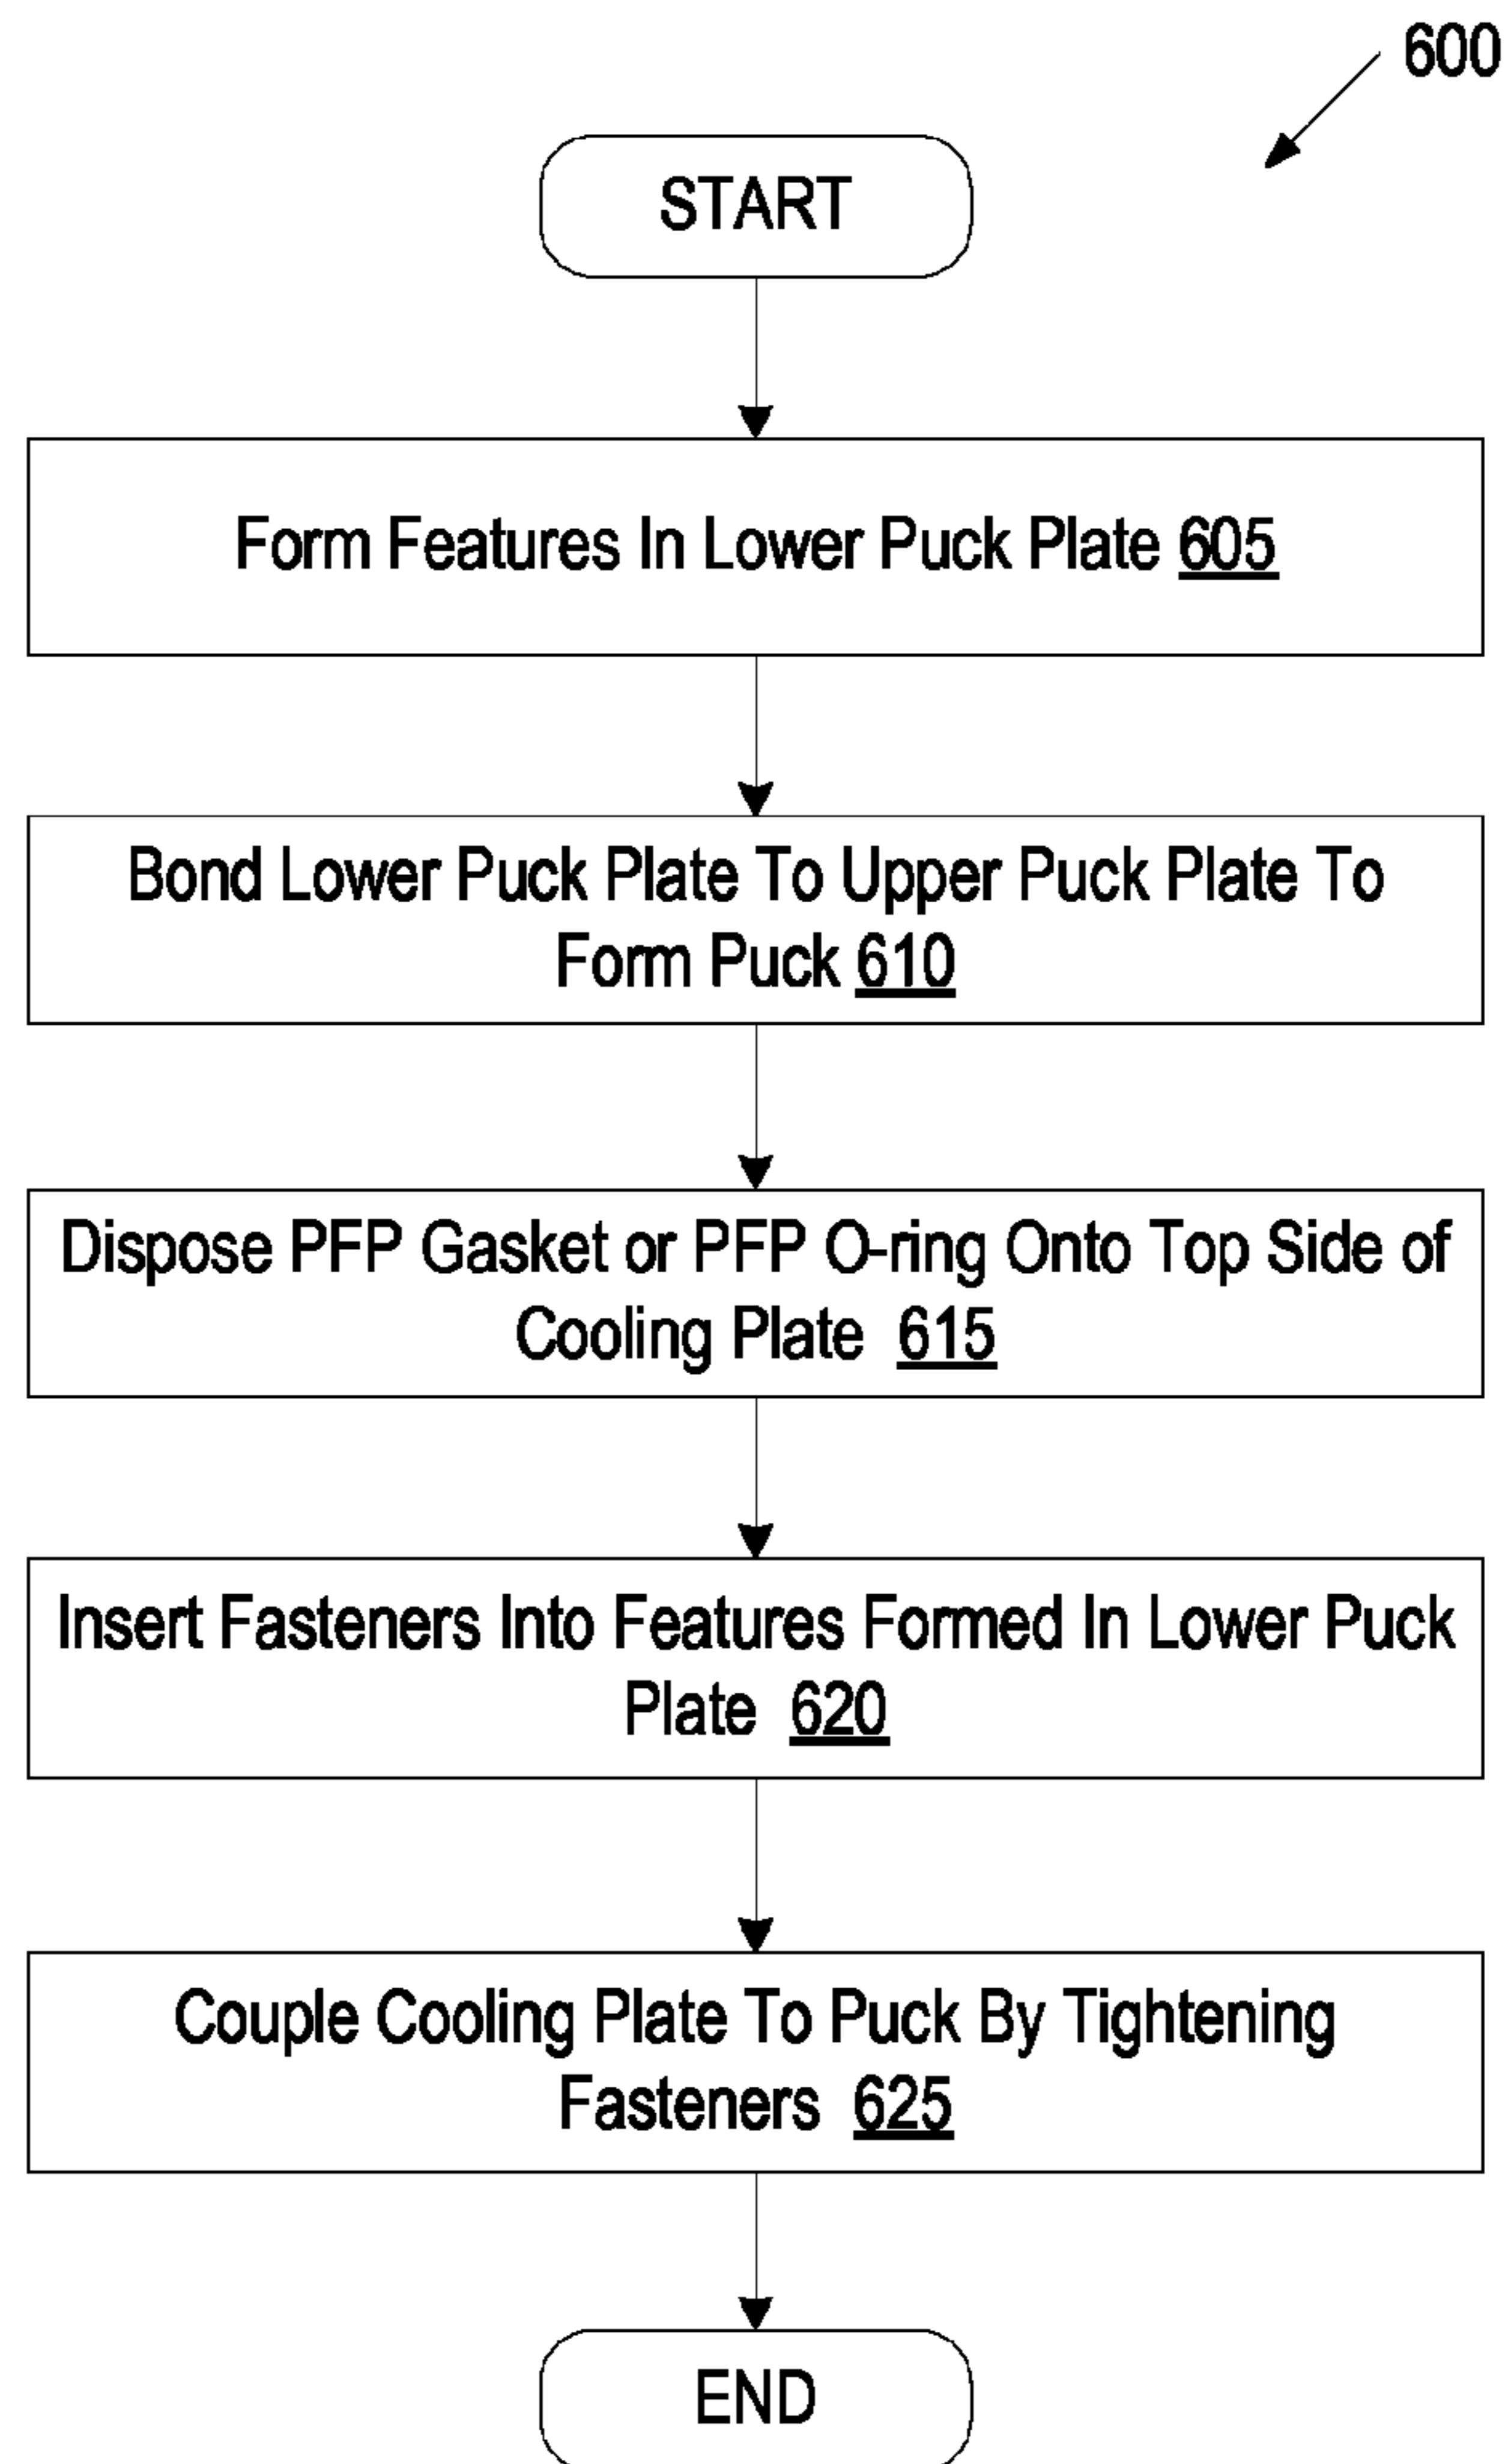 600
START
Form Features In Lower Puck Plate 605
Bond Lower Puck Plate To Upper Puck Plate To
Form Puck 610
Dispose PFP Gasket or PFP O-ring Onto Top Side of
Cooling Plate 615
Insert Fasteners Into Features Formed In Lower Puck
Plate 620
Couple Cooling Plate To Puck By Tightening
Fasteners 625
END